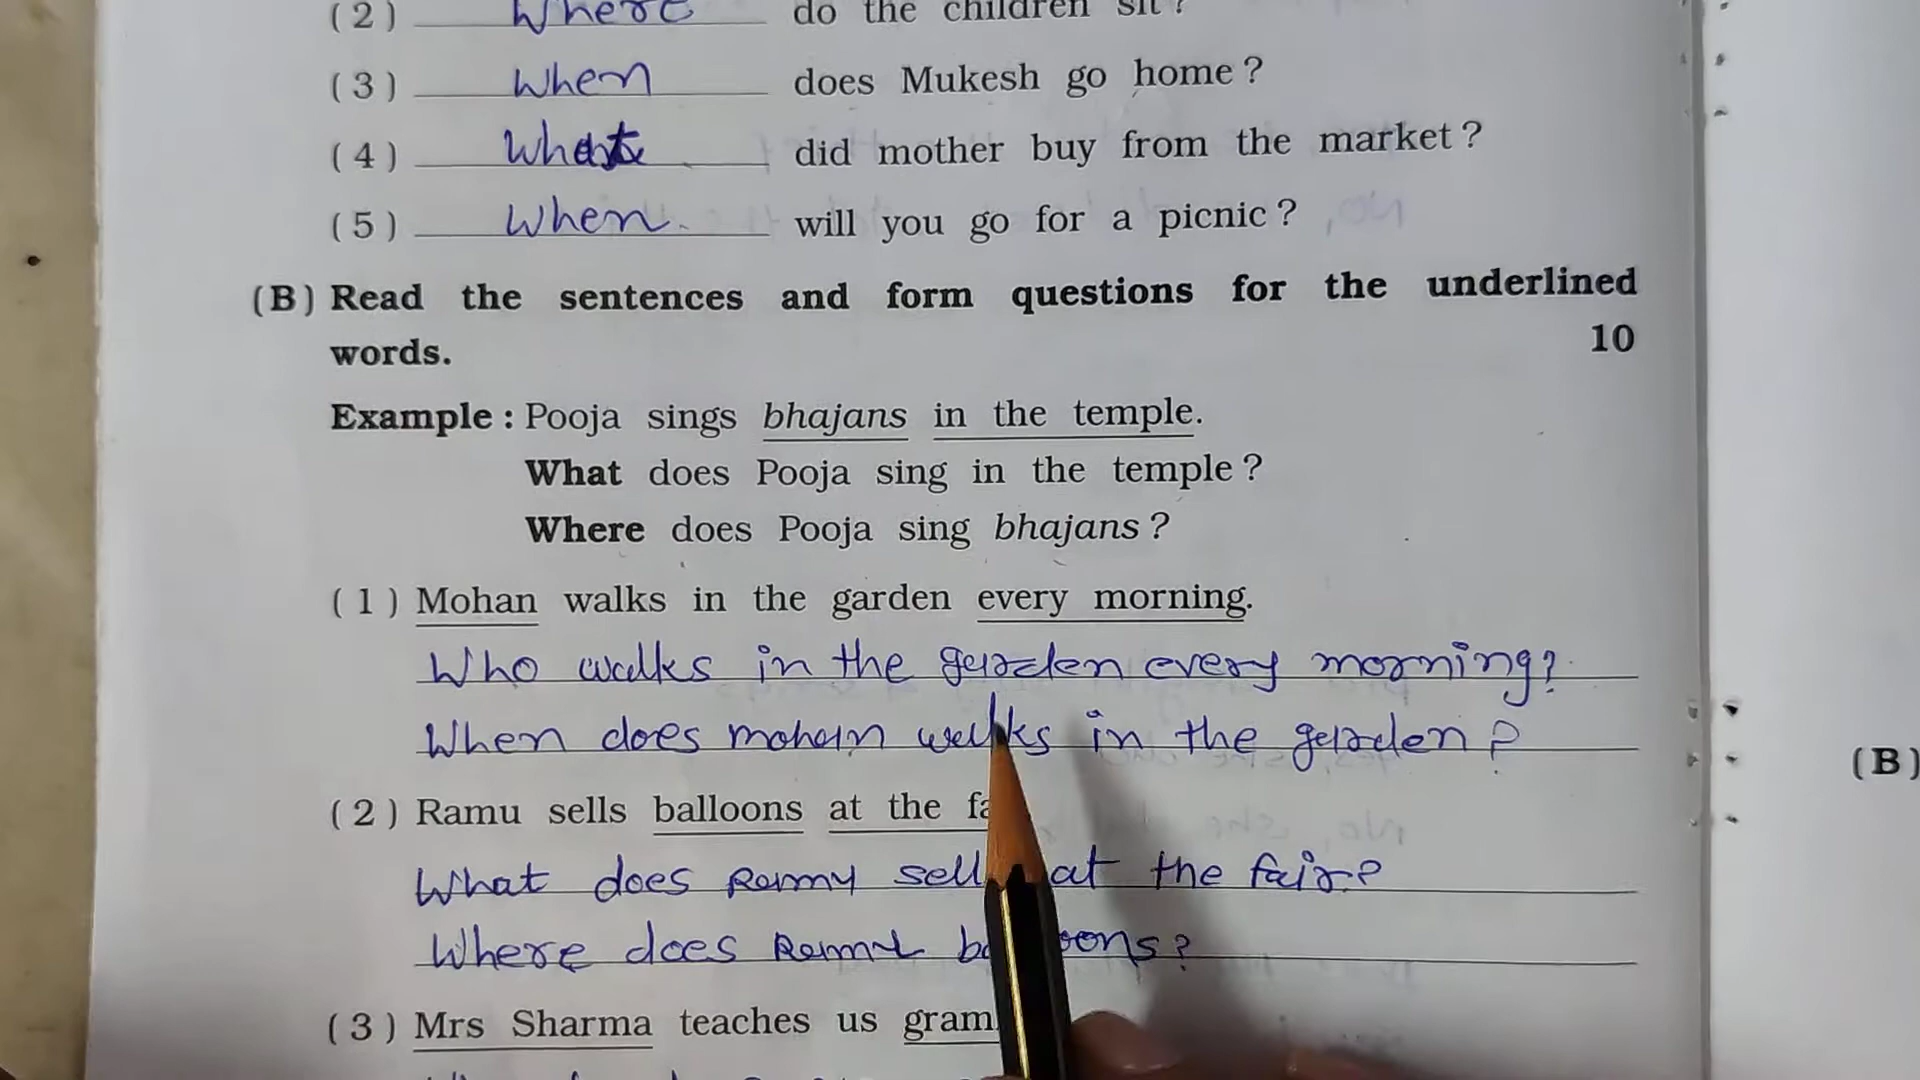 (2) Where do the children sit?
(3) When does Mukesh go home?
(4) What did mother buy from the market?
(5) When will you go for a picnic?
(B) Read the sentences and form questions for the underlined
words. 10
Example: Pooja sings bhajans in the temple.
What does Pooja sing in the temple?
Where does Pooja sing bhajans?
(1) Mohan walks in the garden every morning.
Who walks in the garden every morning?
When does mohan walks in the garden?
(2) Ramu sells balloons at the
What does Ramu sell at the fair?
Where does Ramu
(3) Mrs Sharma teaches us gram
(B)